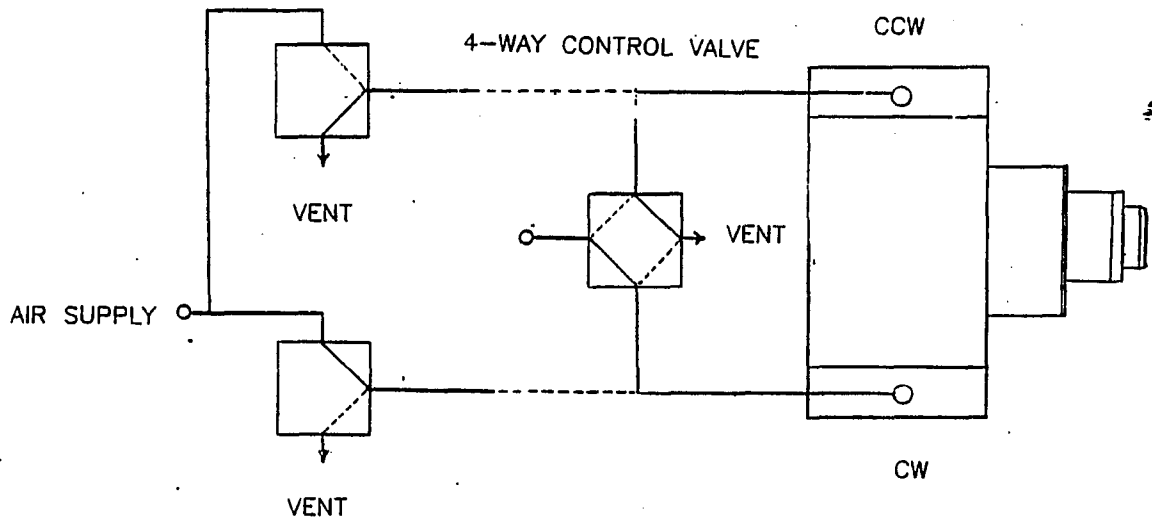 4-WAY CONTROL VALVE
CCW
VENT
VENT
AIR SUPPLY
VENT
CW